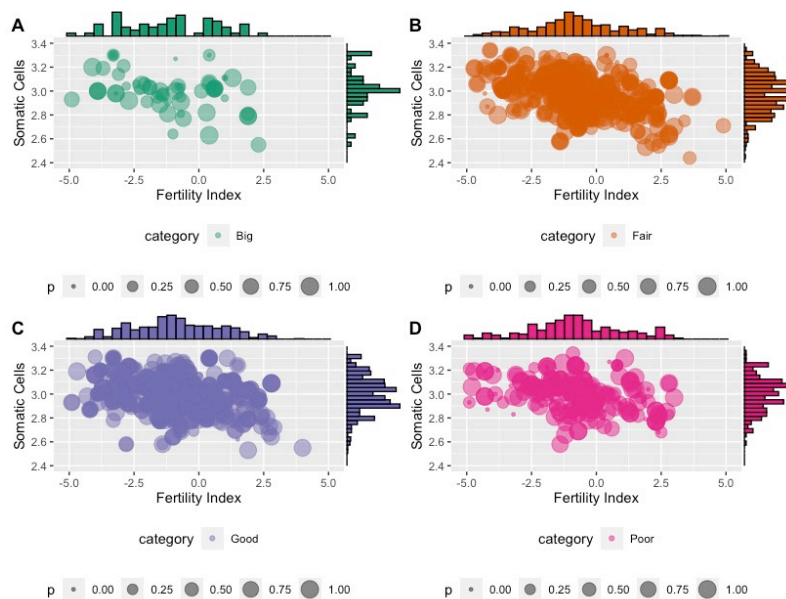 A
B
Somatic Cells
3.4
3.2
3.0
2.8
2.6
2.4
-5.0 -2.5 0.0 2.5 5.0
Fertility Index
category Big
p 0.00 0.25 0.50 0.75 1.00
Somatic Cells
3.4
3.2
3.0
2.8
2.6
2.4
-5.0 -2.5 0.0 2.5 5.0
Fertility Index
category Fair
p 0.00 0.25 0.50 0.75 1.00
C
D
Somatic Cells
3.4
3.2
3.0
2.8
2.6
2.4
-5.0 -2.5 0.0 2.5 5.0
Fertility Index
category Good
p 0.00 0.25 0.50 0.75 1.00
Somatic Cells
3.4
3.2
3.0
2.8
2.6
2.4
-5.0 -2.5 0.0 2.5 5.0
Fertility Index
category Poor
p 0.00 0.25 0.50 0.75 1.00